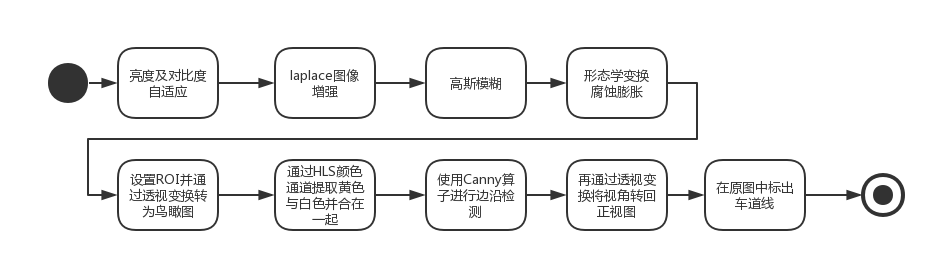 亮度及对比度
自适应
laplace图像
增强
高斯模糊
形态学变换
腐蚀膨胀
设置ROI并通
过透视变换转
为鸟瞰图
通过HLS颜色
通道提取黄色
与白色并合在
一起
使用Canny算
子进行边沿检
测
再通过透视变
换将视角转回
正视图
在原图中标出
车道线